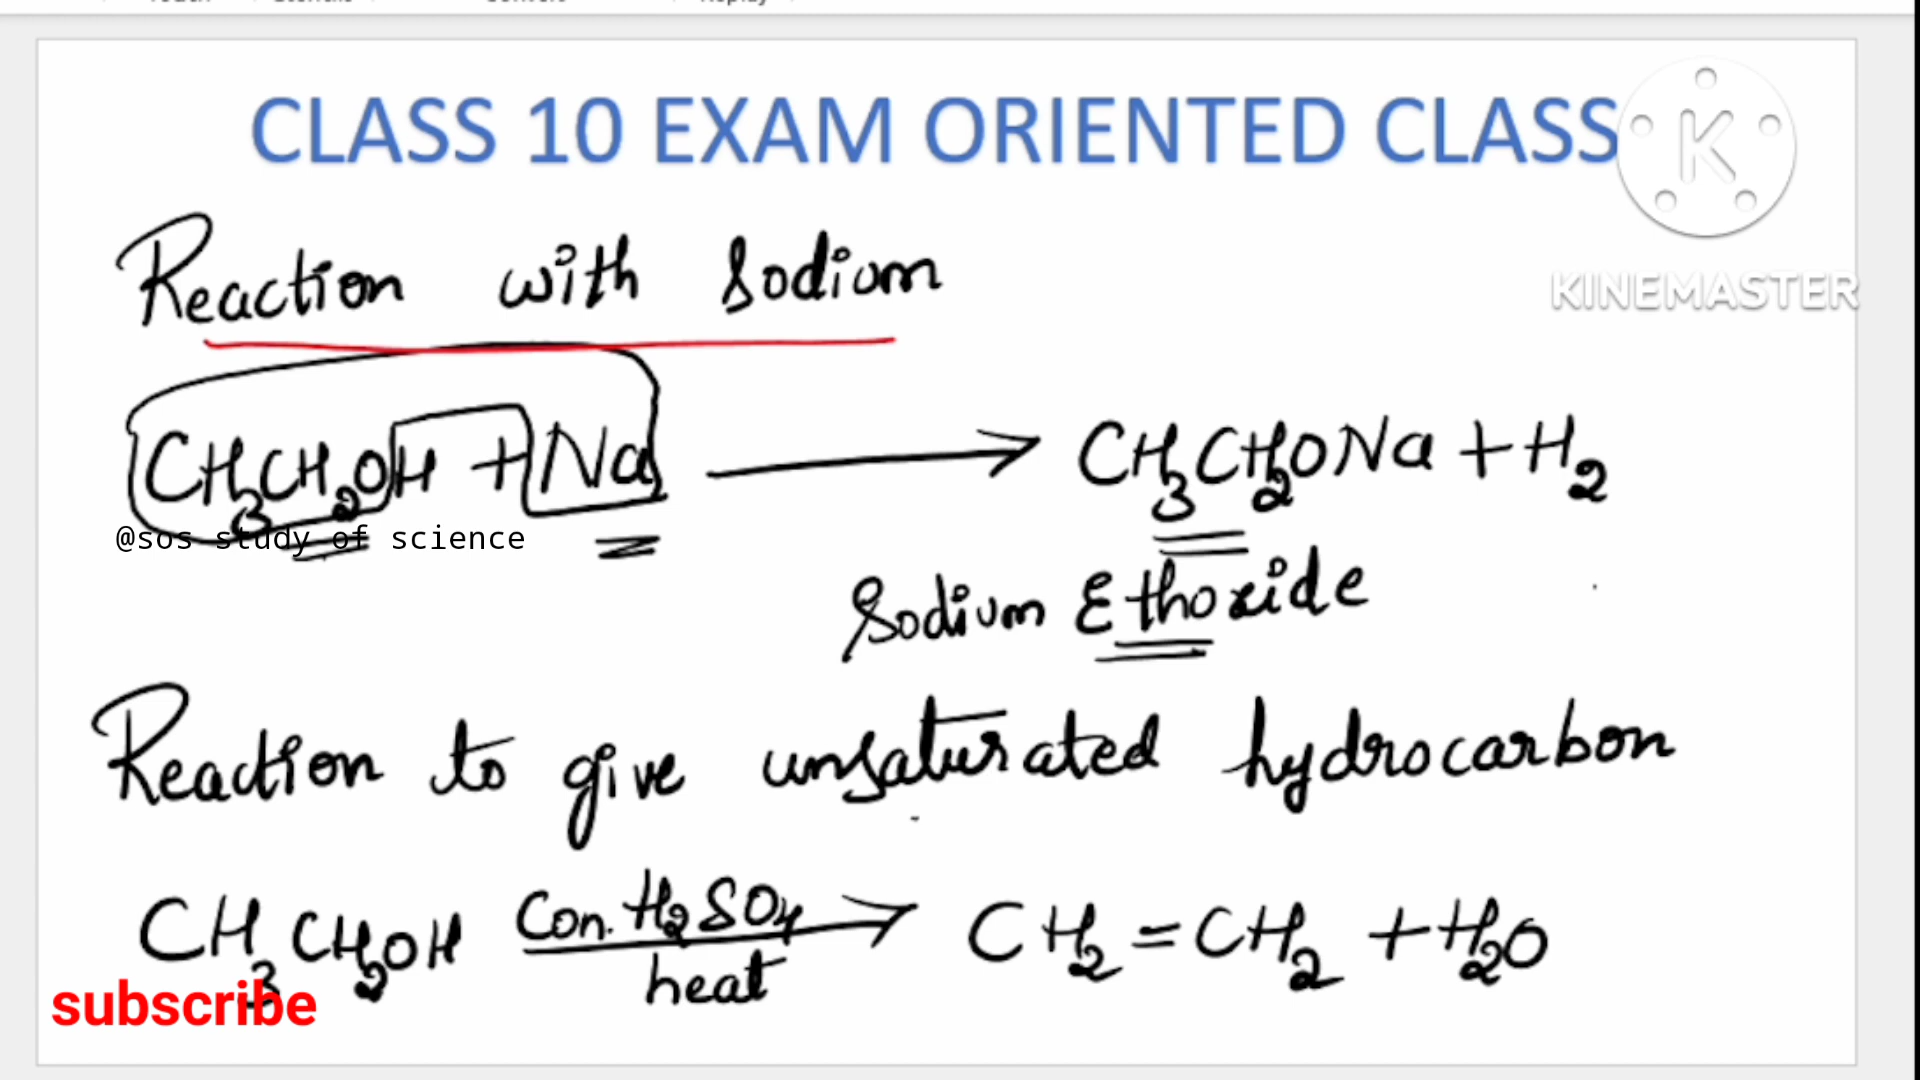 CLASS 10 EXAM ORIENTED CLASS
KINEMASTER
Reaction with Sodium
CH3CH2OH + Na → CH3CH2ONa + H2
@sos study of science
Sodium Ethoxide
Reaction to give unsaturated hydrocarbon
CH3CH2OH Con. H2SO4 → CH2=CH2 + H2O
heat
subscribe